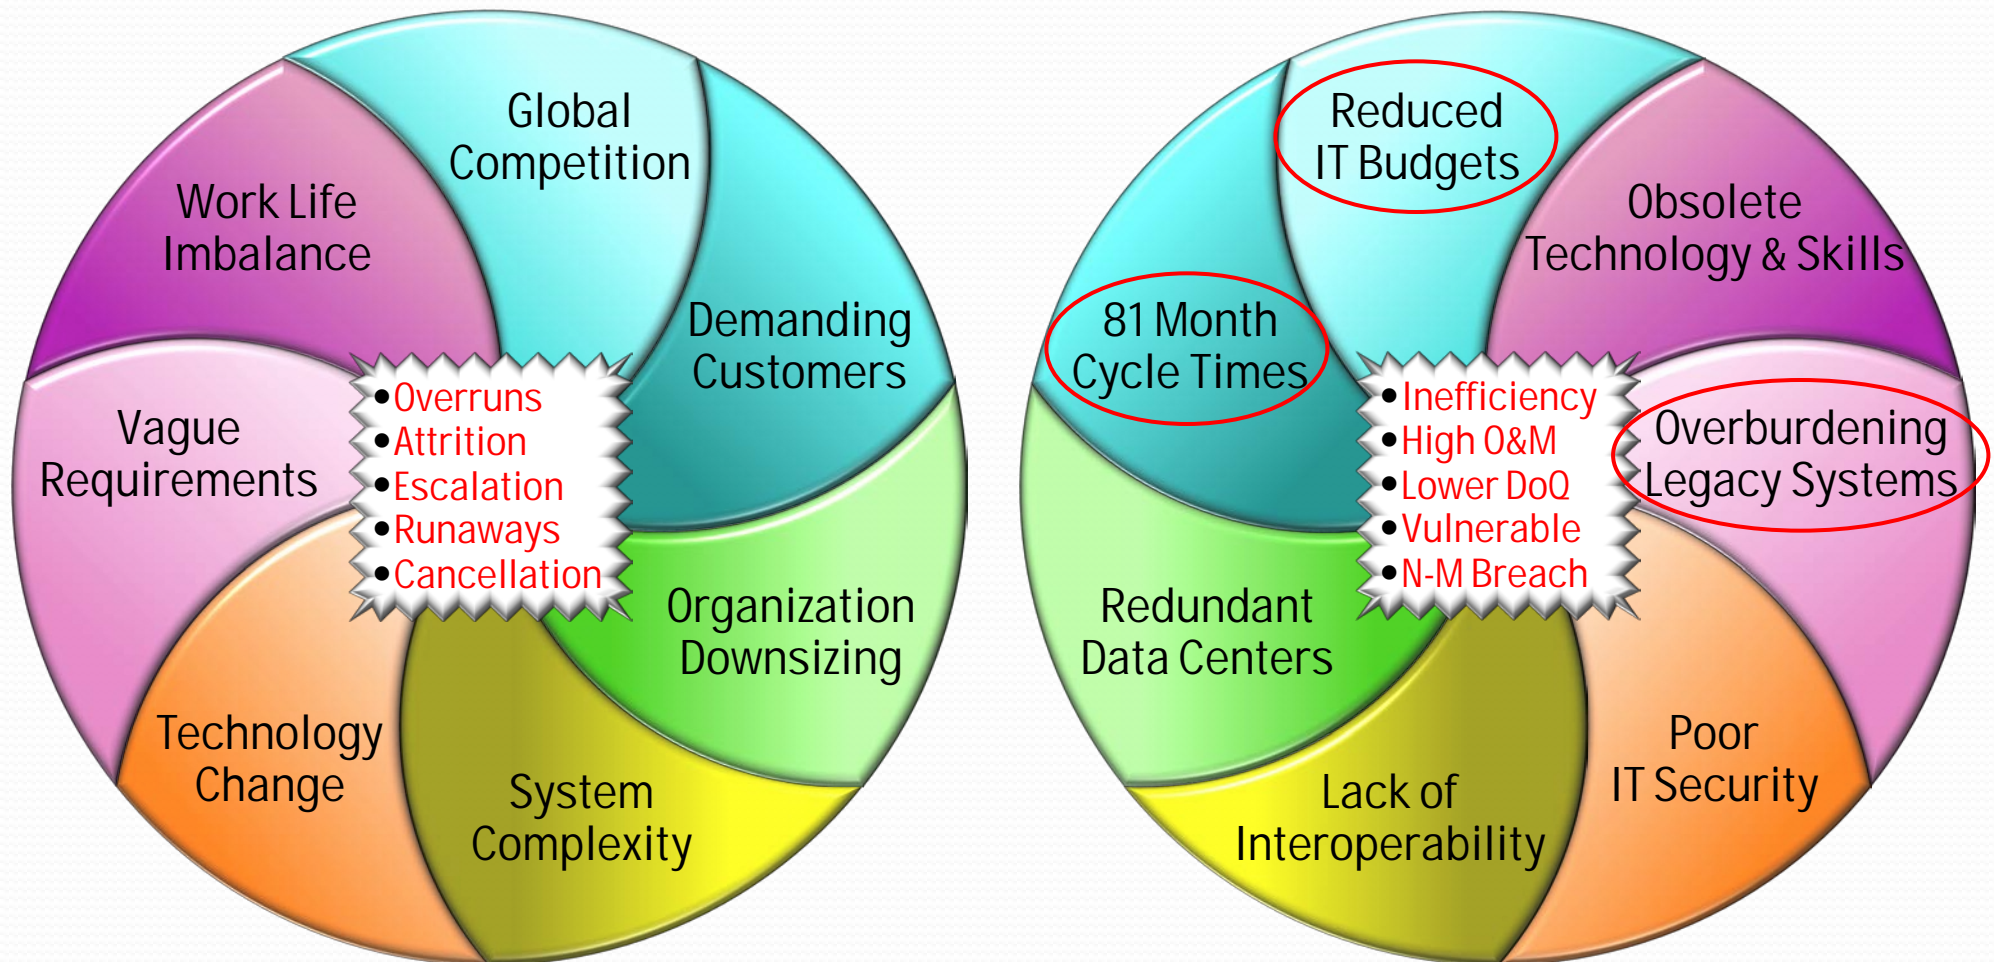 Global
Competition
Demanding
Customers
Organization
Downsizing
System
Complexity
Technology
Change
Vague
Requirements
Work Life
Imbalance
•Overruns
•Attrition
•Escalation
•Runaways
•Cancellation
Reduced
IT Budgets
Obsolete
Technology & Skills
Overburdening
Legacy Systems
Poor
IT Security
Lack of
Interoperability
Redundant
Data Centers
81 Month
Cycle Times
•Inefficiency
•High O&M
•Lower DoQ
•Vulnerable
•N-M Breach